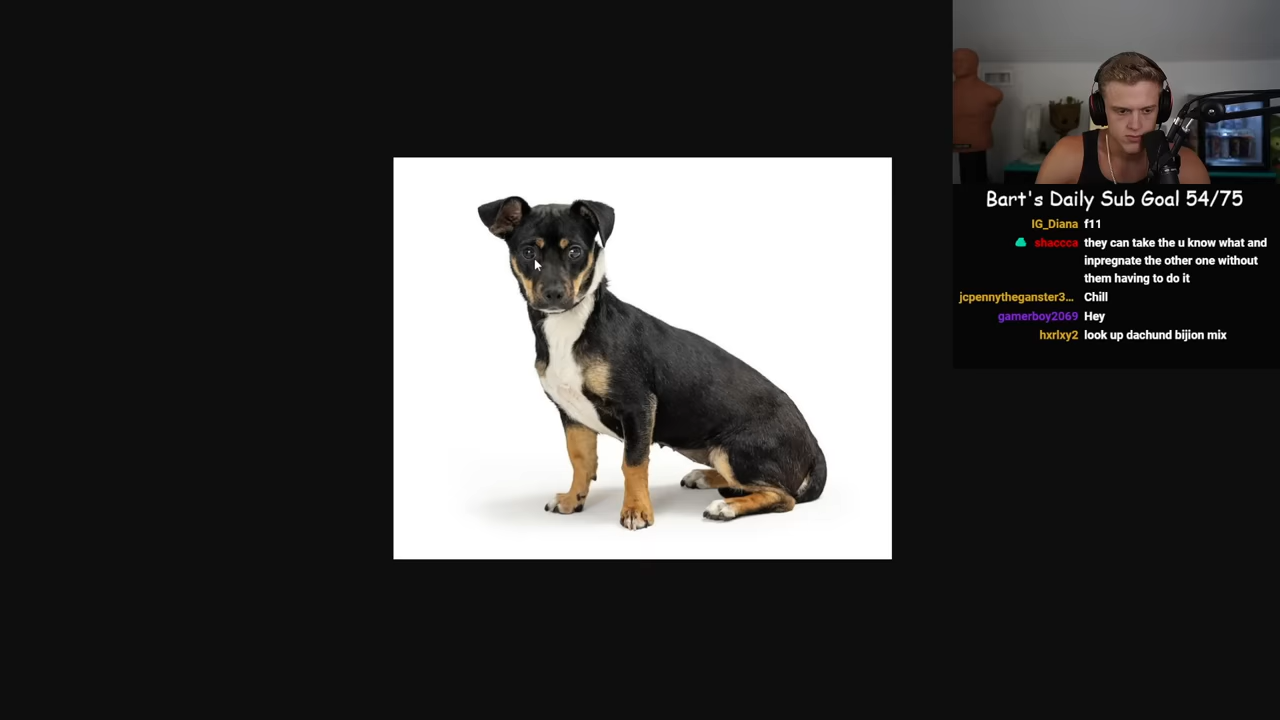 Bart's Daily Sub Goal 54/75
IG_Diana f11
shaccca they can take the u know what and
inpregnate the other one without
them having to do it
jcpennytheganster3... Chill
gamerboy2069 Hey
hxrlxy2 look up dachund bijion mix